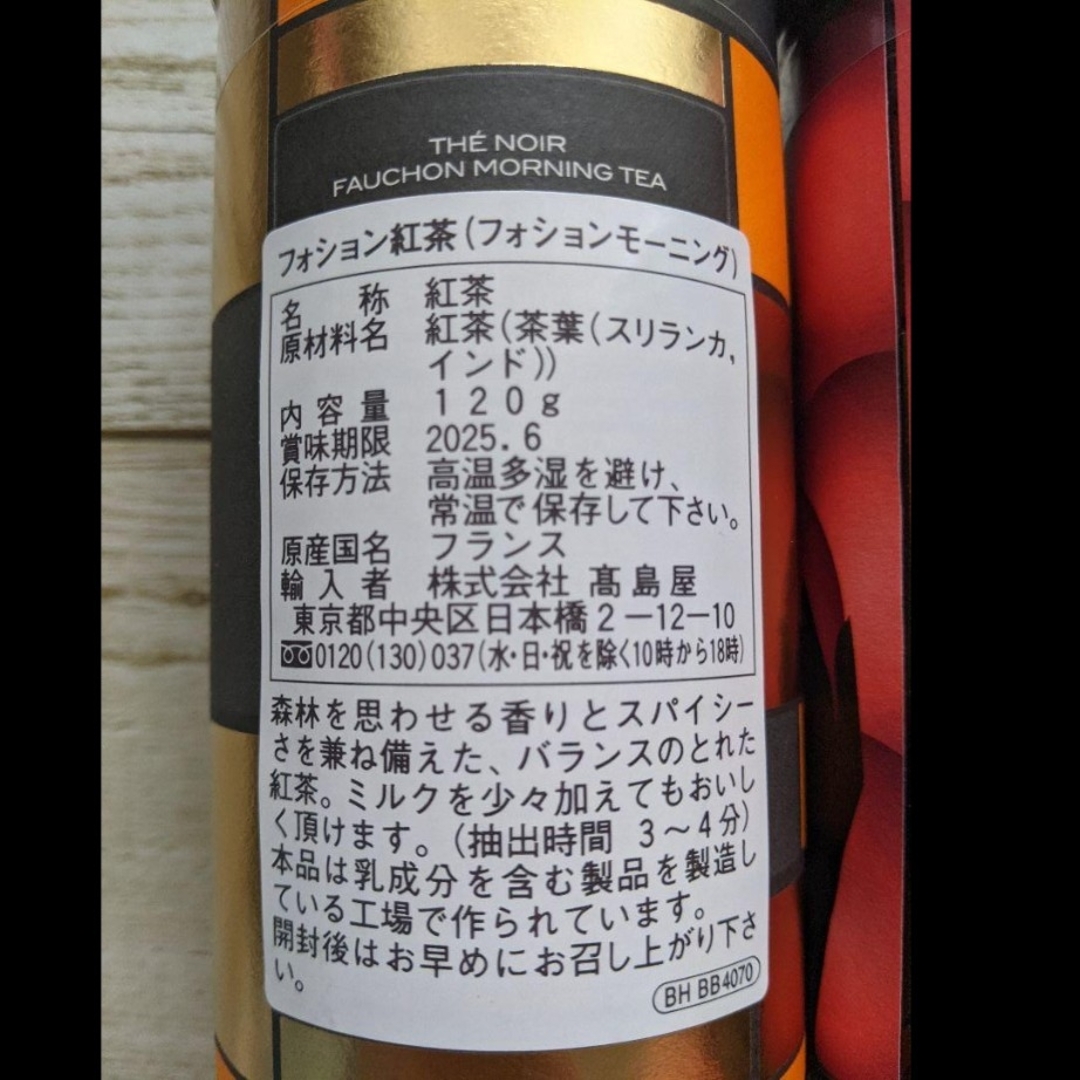 THÉ NOIR
FAUCHON MORNING TEA
フォション紅茶(フォションモーニング)
名称 紅茶
原材料名 紅茶(茶葉(スリランカ,
インド))
内容量 120g
賞味期限 2025.6
保存方法 高温多湿を避け、
常温で保存して下さい。
原産国名 フランス
輸入者 株式会社 髙島屋
東京都中央区日本橋2-12-10
0120(130)037(水・日・祝を除く10時から18時)
森林を思わせる香りとスパイシー
さを兼ね備えた、バランスのとれた
紅茶。ミルクを少々加えてもおいし
く頂けます。(抽出時間 3〜4分)
本品は乳成分を含む製品を製造し
ている工場で作られています。
開封後はお早めにお召し上がり下さ
い。
BH BB4070